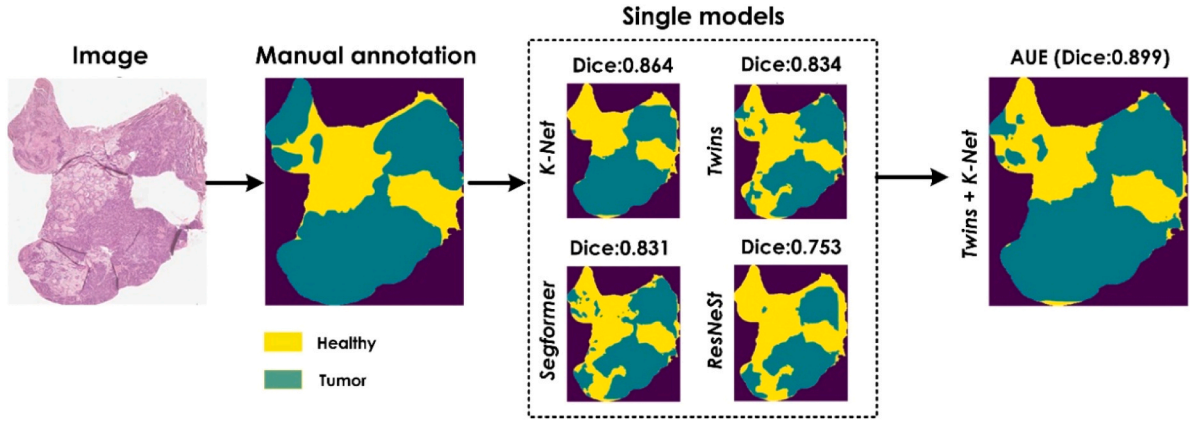 Single models
Image
Manual annotation
Dice:0.864
Dice:0.834
AUE (Dice:0.899)
K-Net
Twins
Twins + K-Net
Dice:0.831
Dice:0.753
Segformer
ResNeSt
Healthy
Tumor